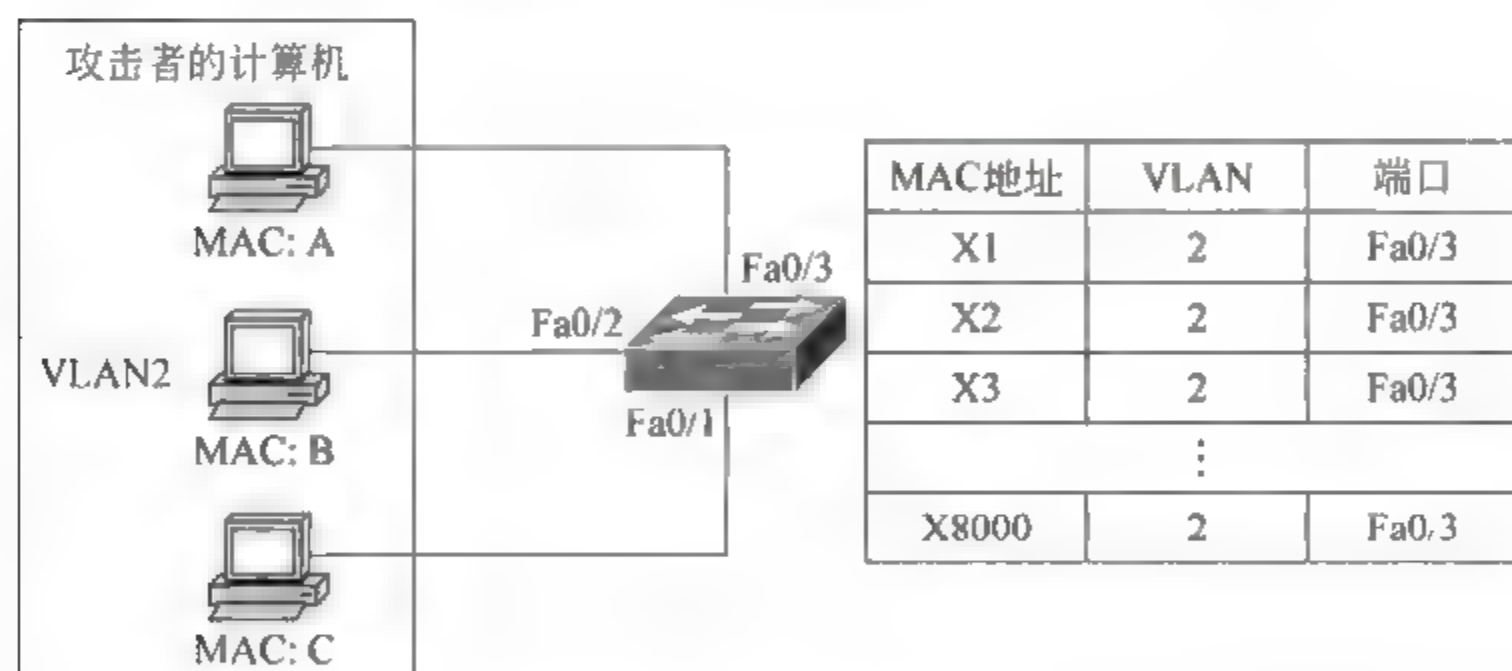 攻击者的计算机
MAC: A
VLAN2
MAC: B
MAC: C
Fa0/3
Fa0/2
Fa0/1
MAC地址 VLAN 端口
X1 2 Fa0/3
X2 2 Fa0/3
X3 2 Fa0/3
⋮
X8000 2 Fa0/3